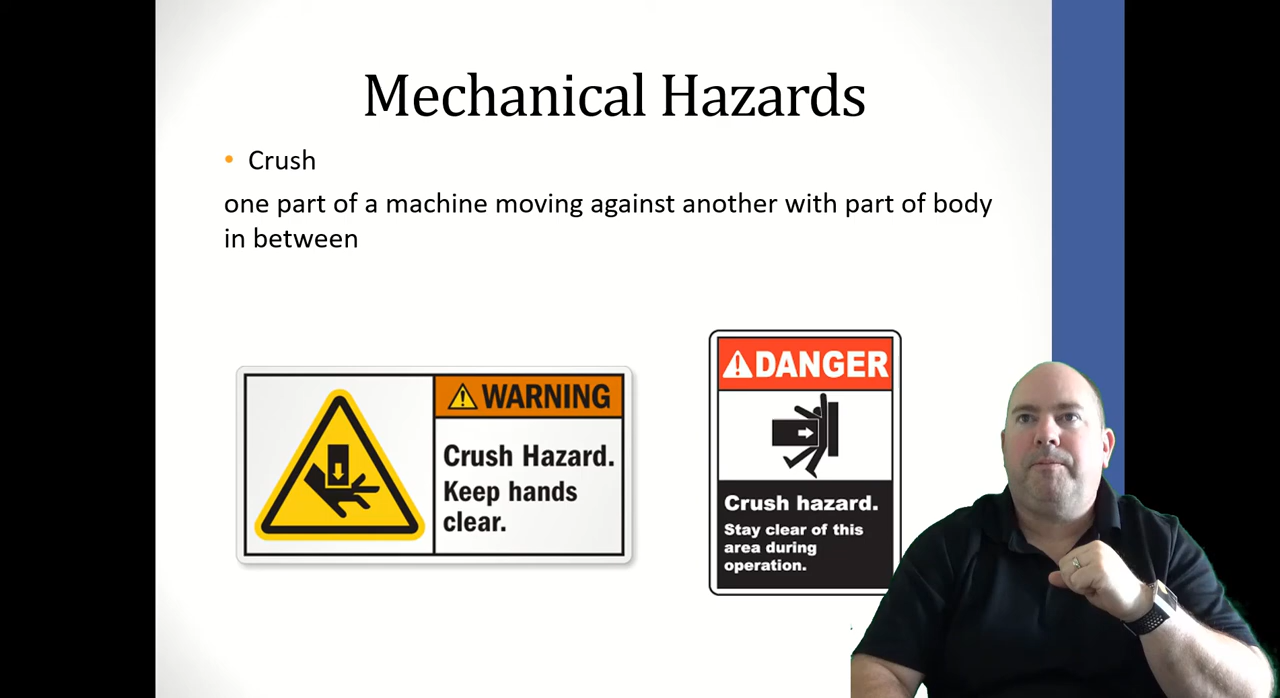 Mechanical Hazards
• Crush
one part of a machine moving against another with part of body
in between
WARNING
Crush Hazard.
Keep hands
clear.
DANGER
Crush hazard.
Stay clear of this
area during
operation.